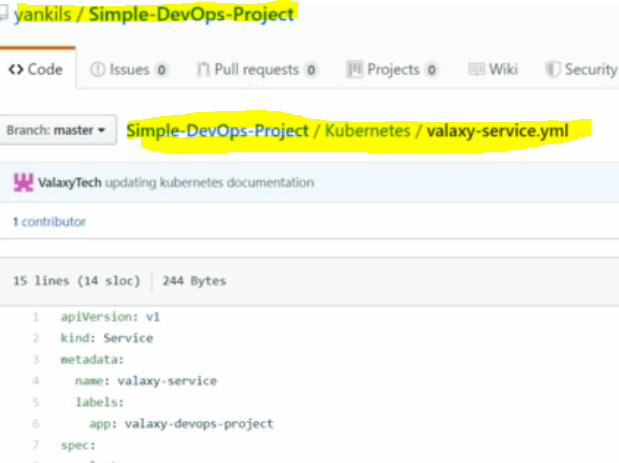 yankils / Simple-DevOps-Project
<> Code Issues 0 Pull requests 0 Projects 0 Wiki Security
Branch: master Simple-DevOps-Project / Kubernetes / valaxy-service.yml
ValaxyTech updating kubernetes documentation
1 contributor
15 lines (14 sloc) 244 Bytes
1 apiVersion: v1
2 kind: Service
3 metadata:
4 name: valaxy-service
5 labels:
6 app: valaxy-devops-project
7 spec: